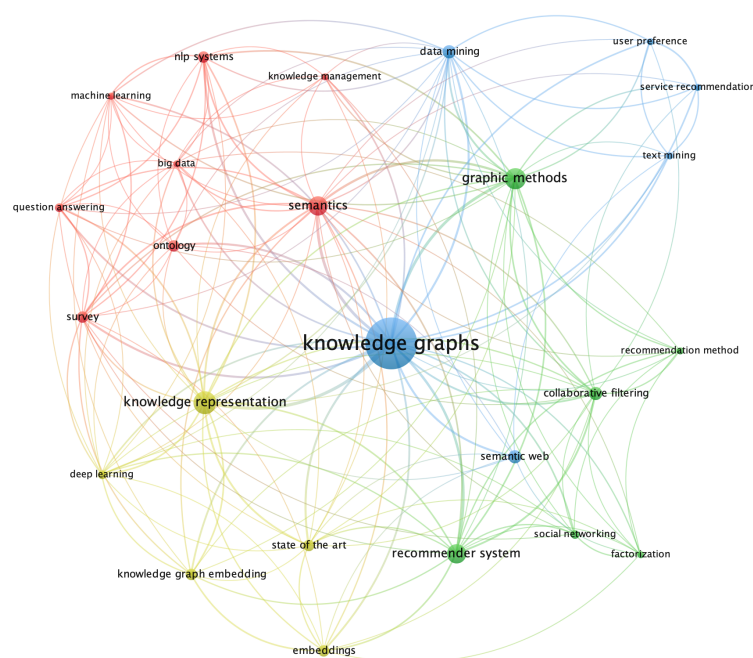 user preference
data mining
nlp systems
knowledge management
service recommendation
machine learning
text mining
big data
graphic methods
semantics
question answering
ontology
survey
knowledge graphs
recommendation method
collaborative filtering
knowledge representation
semantic web
deep learning
social networking
state of the art
recommender system
factorization
knowledge graph embedding
embeddings